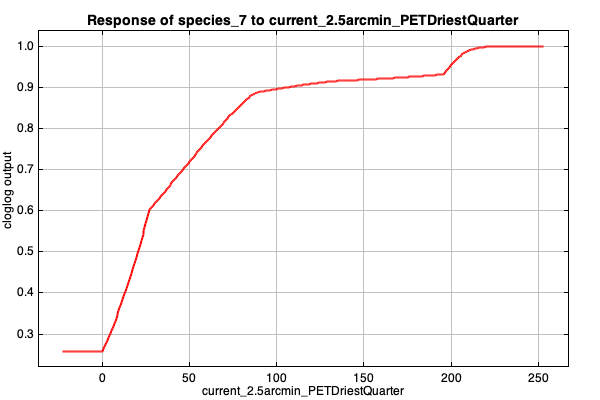 Response of species_7 to current_2.5arcmin_PETDriestQuarter
1.0
0.9
0.8
0.7
0.6
0.5
0.4
0.3
cloglog output
0 50 100 150 200 250
current_2.5arcmin_PETDriestQuarter